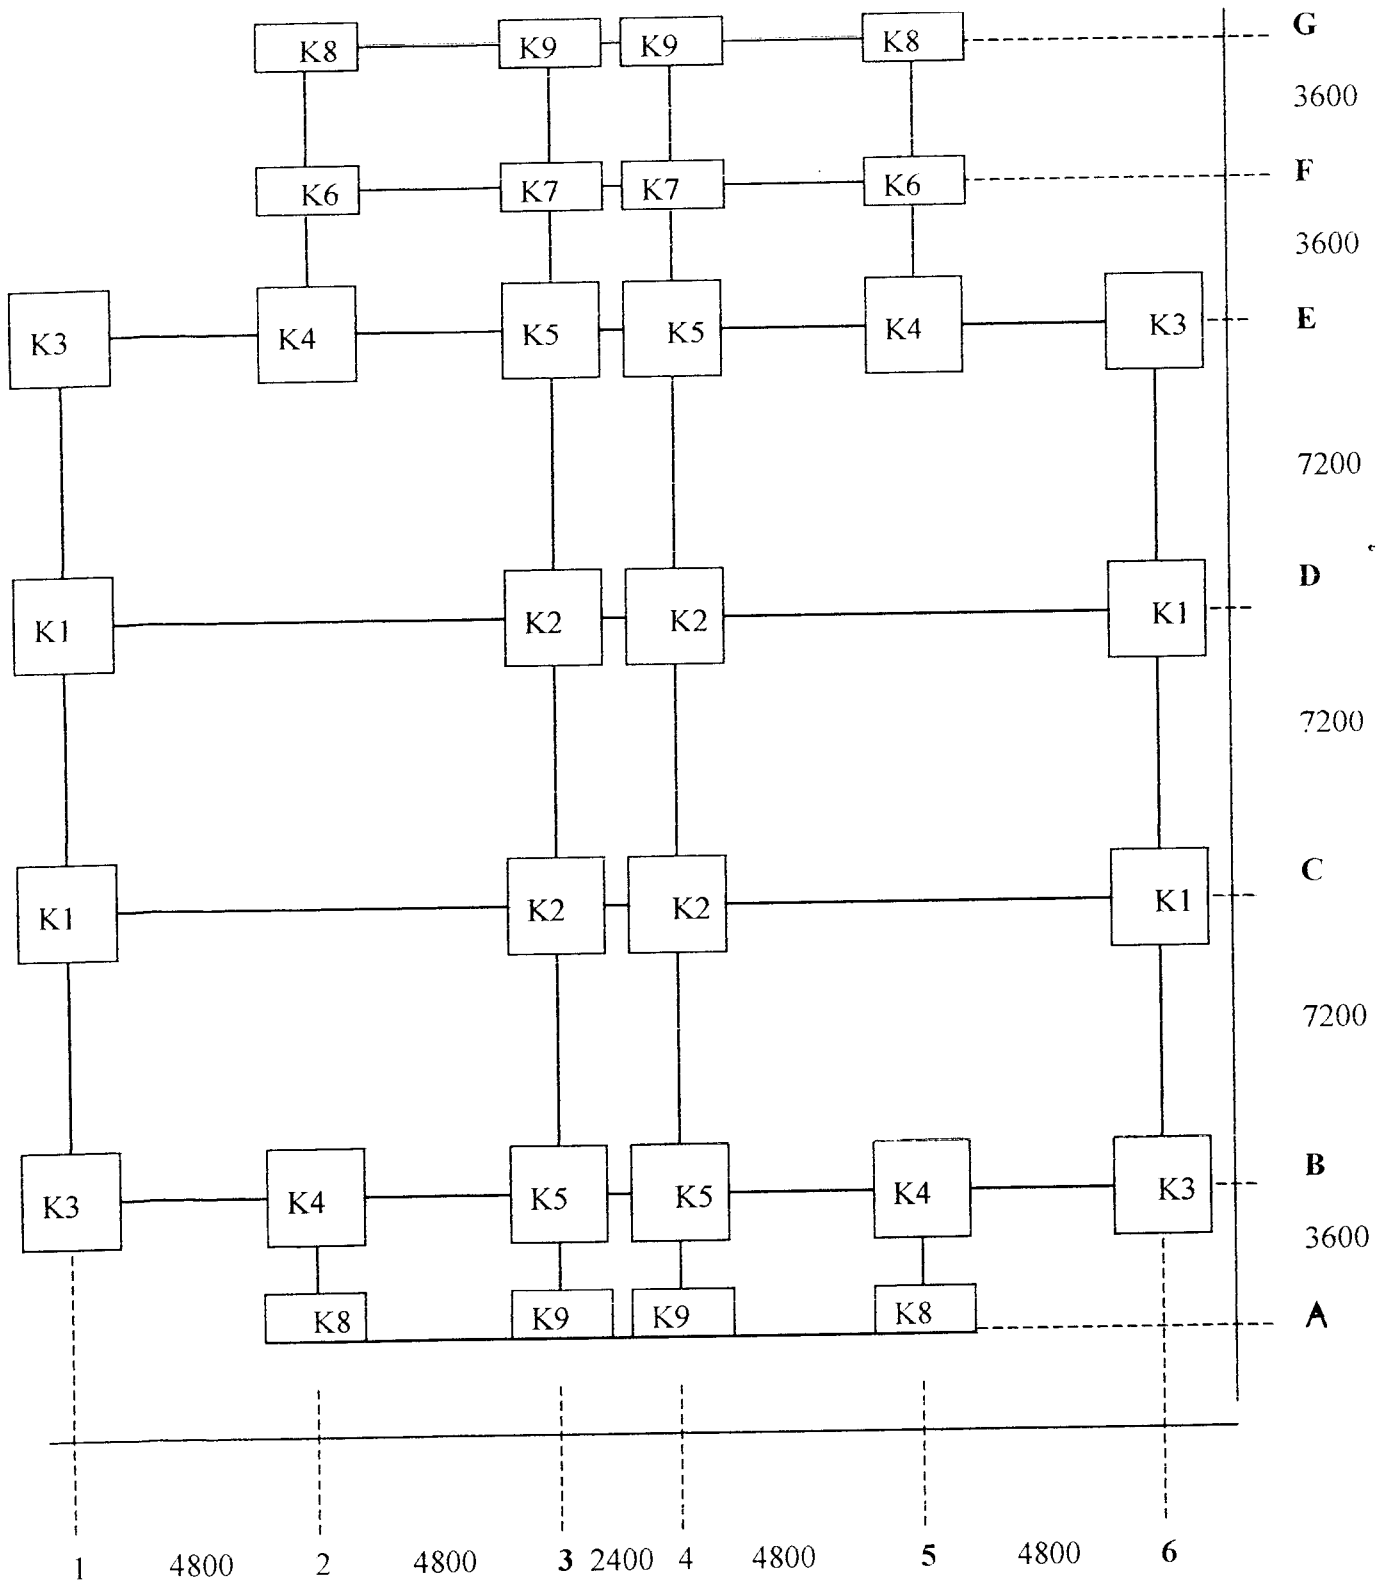 K8 K9 K9 K8 G
3600
K6 K7 K7 K6 F
3600
K3 K4 K5 K5 K4 K3 E
7200
K1 K2 K2 K1 D
7200
K1 K2 K2 K1 C
7200
K3 K4 K5 K5 K4 K3 B
3600
K8 K9 K9 K8 A
1 4800 2 4800 3 2400 4 4800 5 4800 6